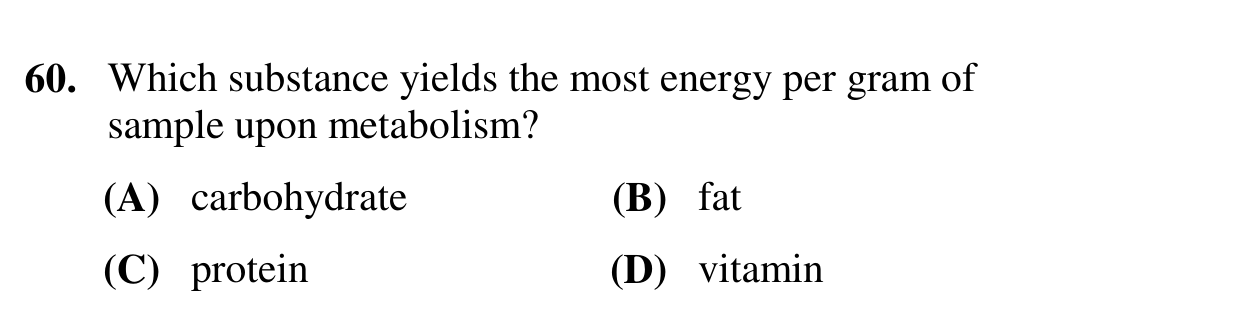 60. Which substance yields the most energy per gram of
sample upon metabolism?
(A) carbohydrate (B) fat
(C) protein (D) vitamin